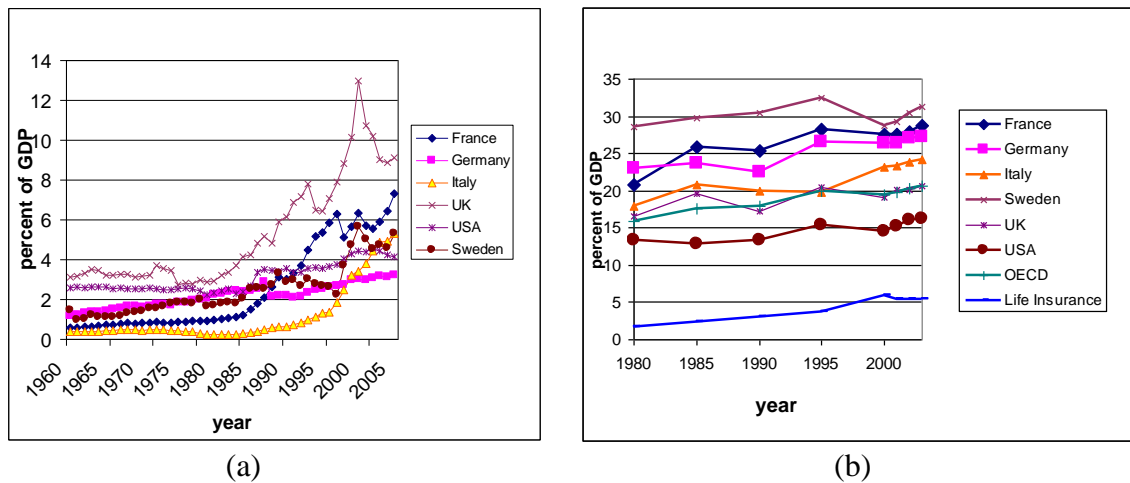 14
12
10
8
6
4
2
0
percent of GDP
1960
1965
1970
1975
1980
1985
1990
1995
2000
2005
year
France
Germany
Italy
UK
USA
Sweden
(a)
35
30
25
20
15
10
5
0
percent of GDP
1980
1985
1990
1995
2000
year
France
Germany
Italy
Sweden
UK
USA
OECD
Life Insurance
(b)